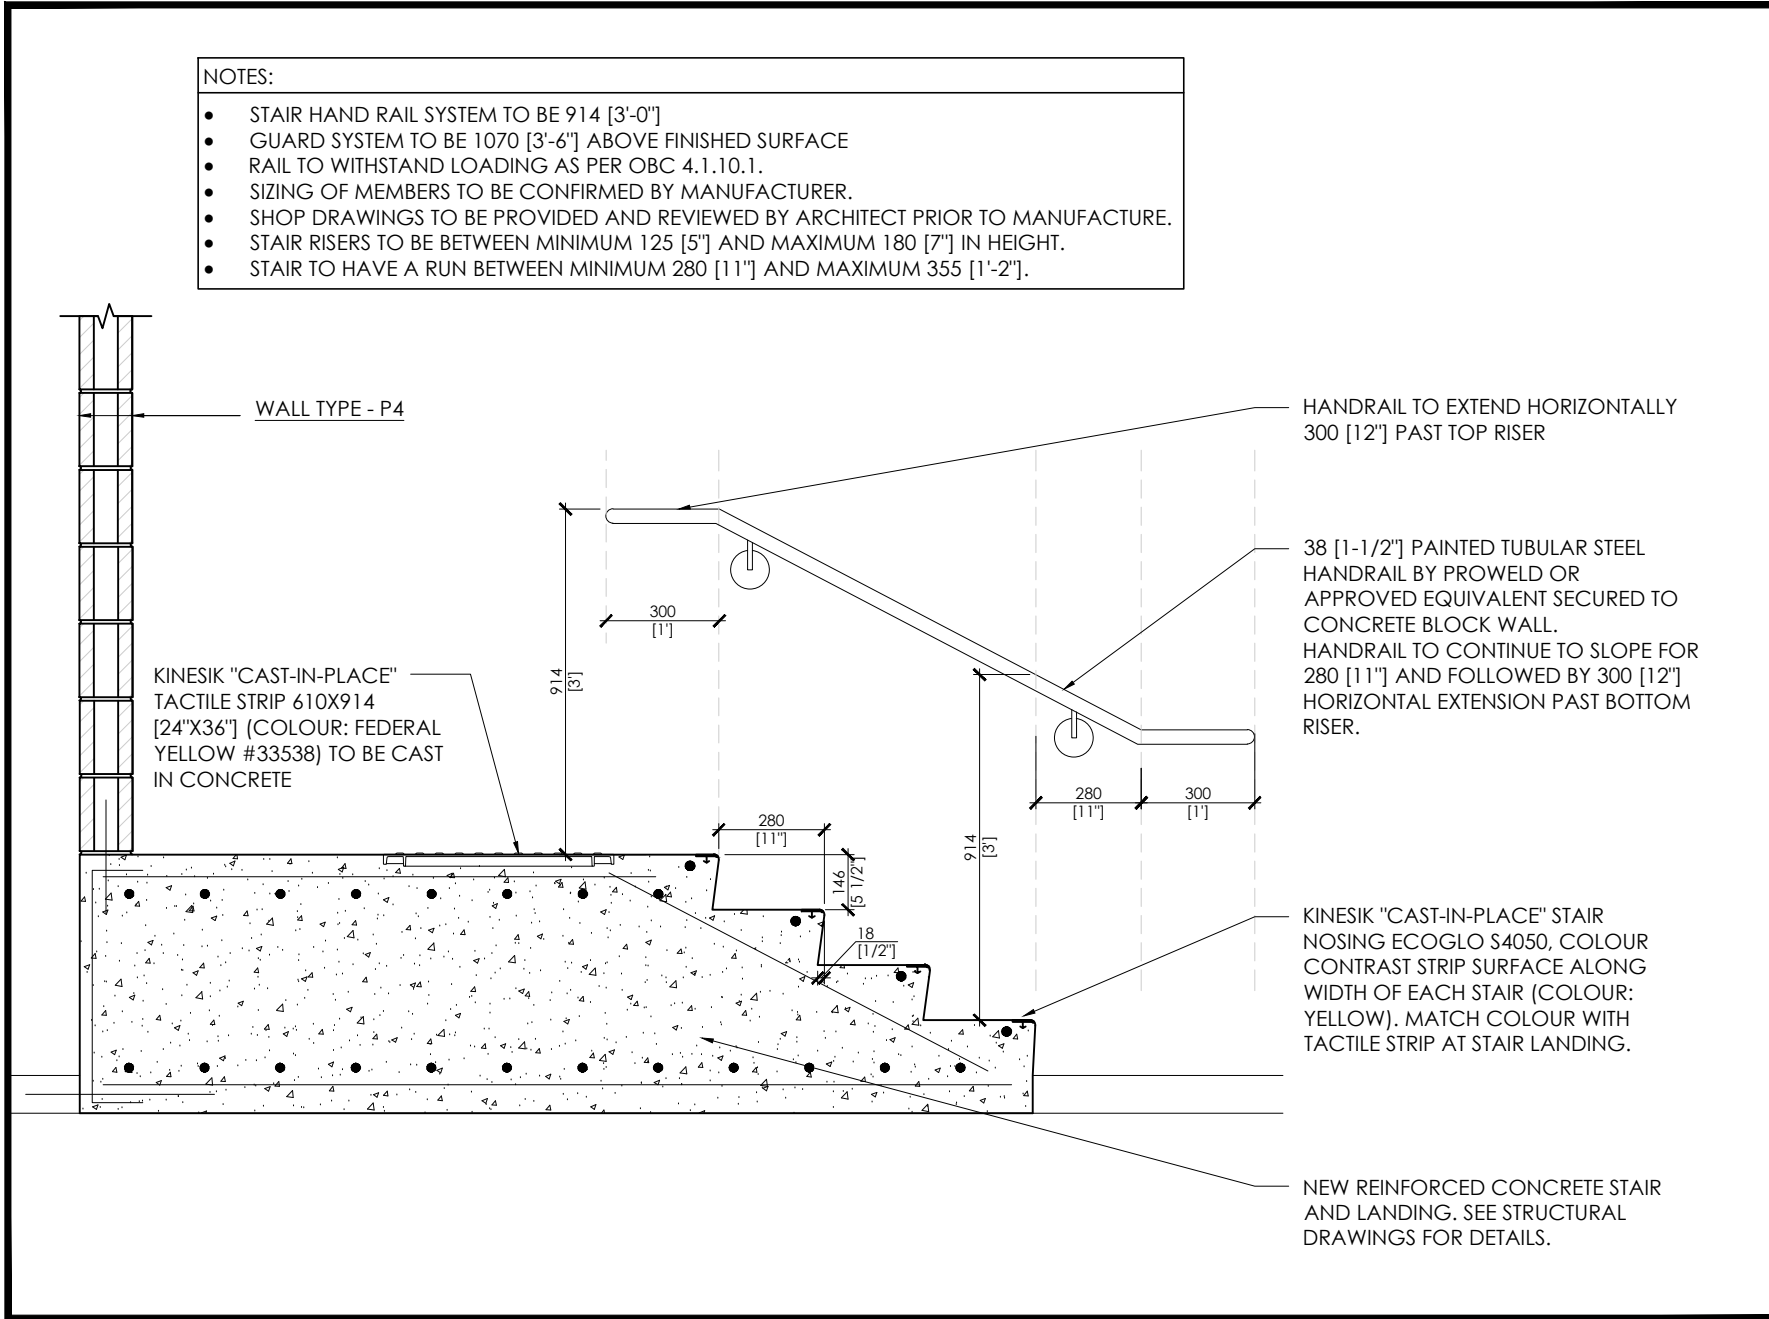 NOTES:
• STAIR HAND RAIL SYSTEM TO BE 914 [3'-0"]
• GUARD SYSTEM TO BE 1070 [3'-6"] ABOVE FINISHED SURFACE
• RAIL TO WITHSTAND LOADING AS PER OBC 4.1.10.1.
• SIZING OF MEMBERS TO BE CONFIRMED BY MANUFACTURER.
• SHOP DRAWINGS TO BE PROVIDED AND REVIEWED BY ARCHITECT PRIOR TO MANUFACTURE.
• STAIR RISERS TO BE BETWEEN MINIMUM 125 [5"] AND MAXIMUM 180 [7"] IN HEIGHT.
• STAIR TO HAVE A RUN BETWEEN MINIMUM 280 [11"] AND MAXIMUM 355 [1'-2"].
WALL TYPE - P4
HANDRAIL TO EXTEND HORIZONTALLY
300 [12"] PAST TOP RISER
38 [1-1/2"] PAINTED TUBULAR STEEL
HANDRAIL BY PROWELD OR
APPROVED EQUIVALENT SECURED TO
CONCRETE BLOCK WALL.
HANDRAIL TO CONTINUE TO SLOPE FOR
280 [11"] AND FOLLOWED BY 300 [12"]
HORIZONTAL EXTENSION PAST BOTTOM
RISER.
300
[1']
914
[3']
KINESIK "CAST-IN-PLACE"
TACTILE STRIP 610X914
[24"X36"] (COLOUR: FEDERAL
YELLOW #33538) TO BE CAST
IN CONCRETE
280
[11"]
300
[1']
280
[11"]
914
[3']
146
[5 1/2"]
18
[1/2"]
KINESIK "CAST-IN-PLACE" STAIR
NOSING ECOGLO S4050, COLOUR
CONTRAST STRIP SURFACE ALONG
WIDTH OF EACH STAIR (COLOUR:
YELLOW). MATCH COLOUR WITH
TACTILE STRIP AT STAIR LANDING.
NEW REINFORCED CONCRETE STAIR
AND LANDING. SEE STRUCTURAL
DRAWINGS FOR DETAILS.